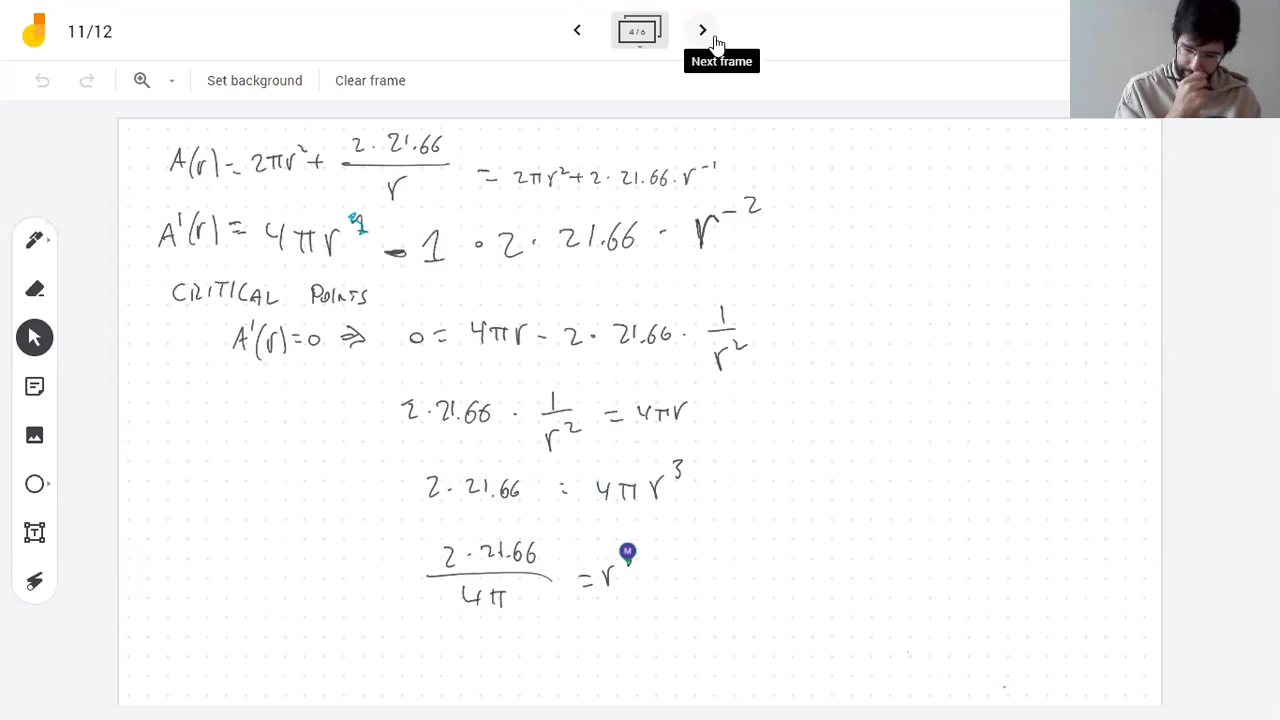 11/12
4 / 6
Next frame
Set background
Clear frame
A(r) = 2πr² + 2 · 21.66 / r = 2πr² + 2 · 21.66 · r⁻¹
A'(r) = 4πr¹ - 1 · 2 · 21.66 · r⁻²
CRITICAL POINTS
A'(r) = 0 ⇒ 0 = 4πr - 2 · 21.66 · 1 / r²
2 · 21.66 · 1 / r² = 4πr
2 · 21.66 = 4πr³
2 · 21.66 / 4π = r
M